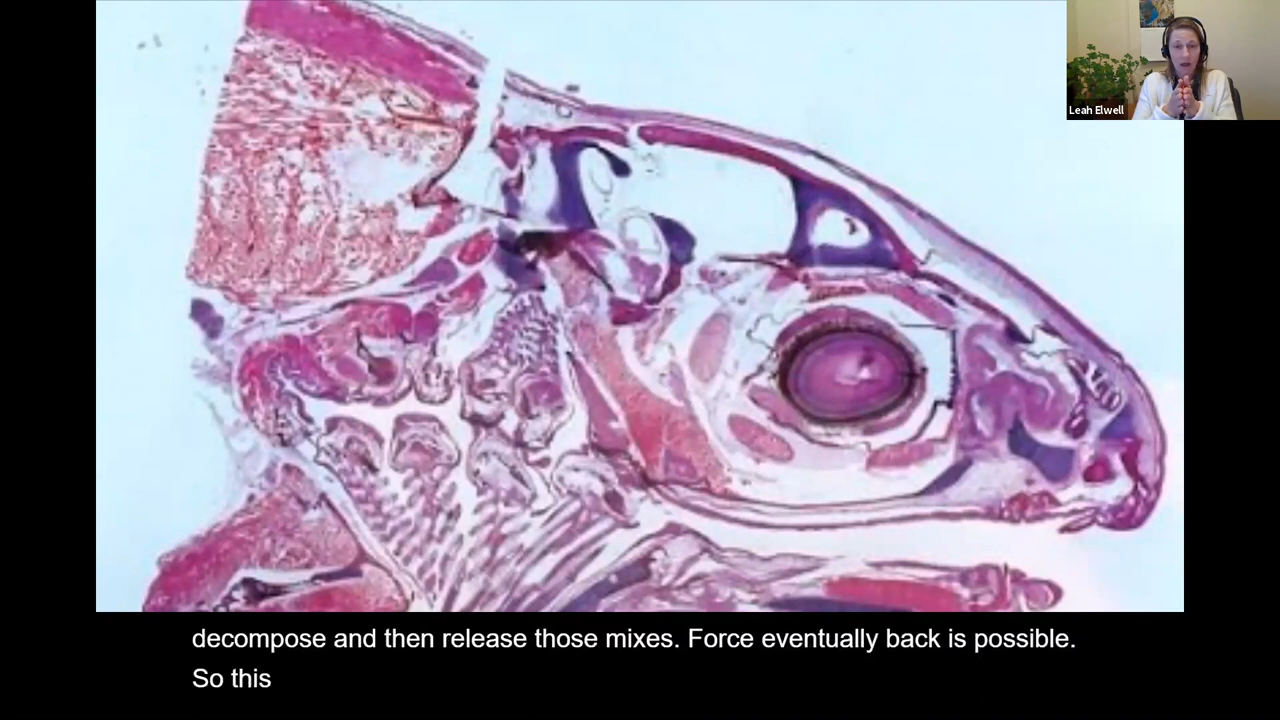 Leah Elwell
decompose and then release those mixes. Force eventually back is possible.
So this